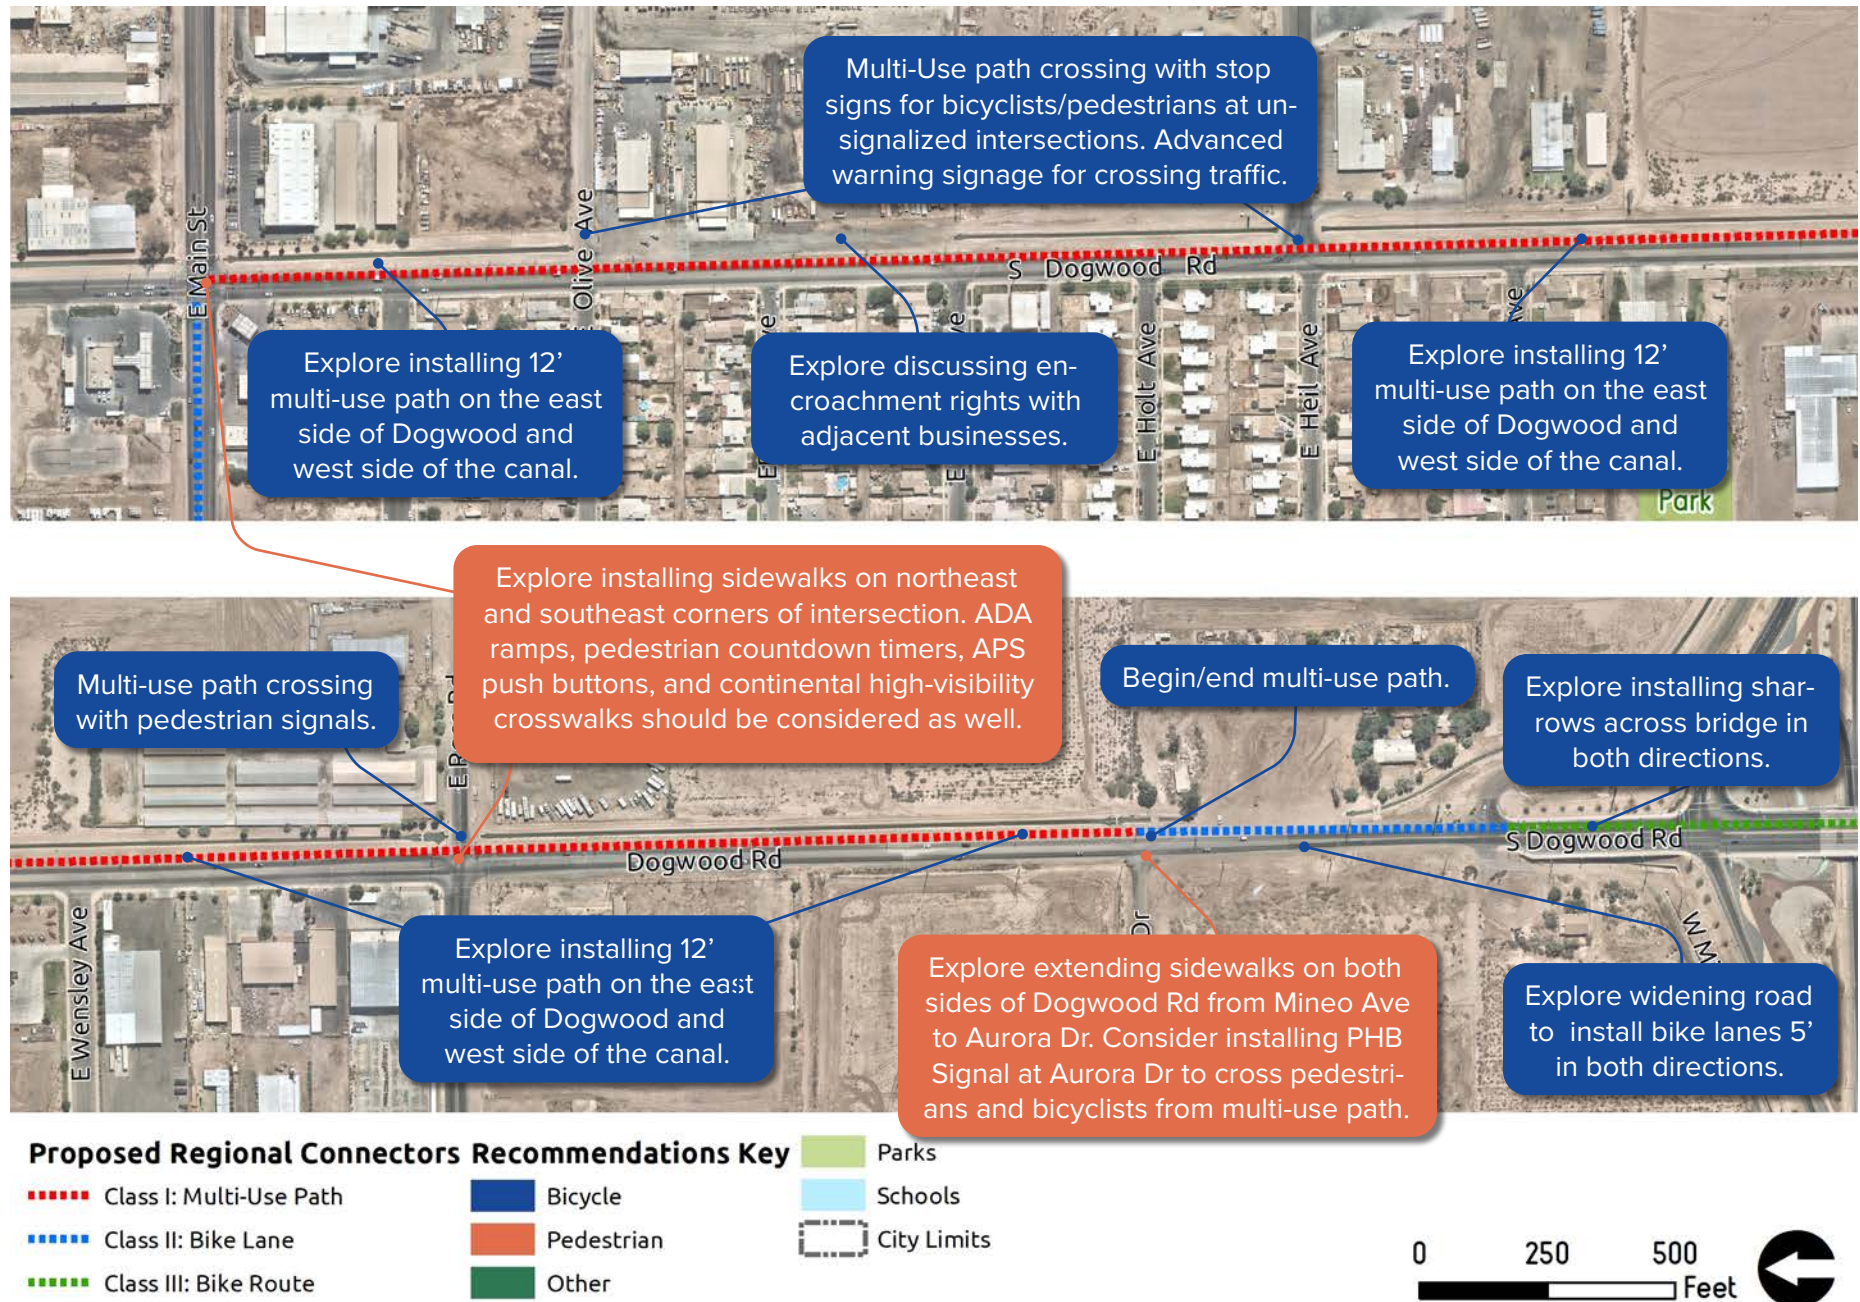 Multi-Use path crossing with stop
signs for bicyclists/pedestrians at un-
signalized intersections. Advanced
warning signage for crossing traffic.
E Main St
Olive Ave
S Dogwood Rd
Explore installing 12’
multi-use path on the east
side of Dogwood and
west side of the canal.
Explore discussing en-
croachment rights with
adjacent businesses.
Explore installing 12’
multi-use path on the east
side of Dogwood and
west side of the canal.
E
Ave
E
ve
E Holt Ave
E Heil Ave
Ave
Park
Explore installing sidewalks on northeast
and southeast corners of intersection. ADA
ramps, pedestrian countdown timers, APS
push buttons, and continental high-visibility
crosswalks should be considered as well.
Multi-use path crossing
with pedestrian signals.
Begin/end multi-use path.
Explore installing shar-
rows across bridge in
both directions.
E R
Rd
Dogwood Rd
S Dogwood Rd
E Wensley Ave
Dr
W Mi
Explore installing 12’
multi-use path on the east
side of Dogwood and
west side of the canal.
Explore extending sidewalks on both
sides of Dogwood Rd from Mineo Ave
to Aurora Dr. Consider installing PHB
Signal at Aurora Dr to cross pedestri-
ans and bicyclists from multi-use path.
Explore widening road
to install bike lanes 5’
in both directions.
Proposed Regional Connectors
Class I: Multi-Use Path
Class II: Bike Lane
Class III: Bike Route
Recommendations Key
Bicycle
Pedestrian
Other
Parks
Schools
City Limits
0 250 500
Feet